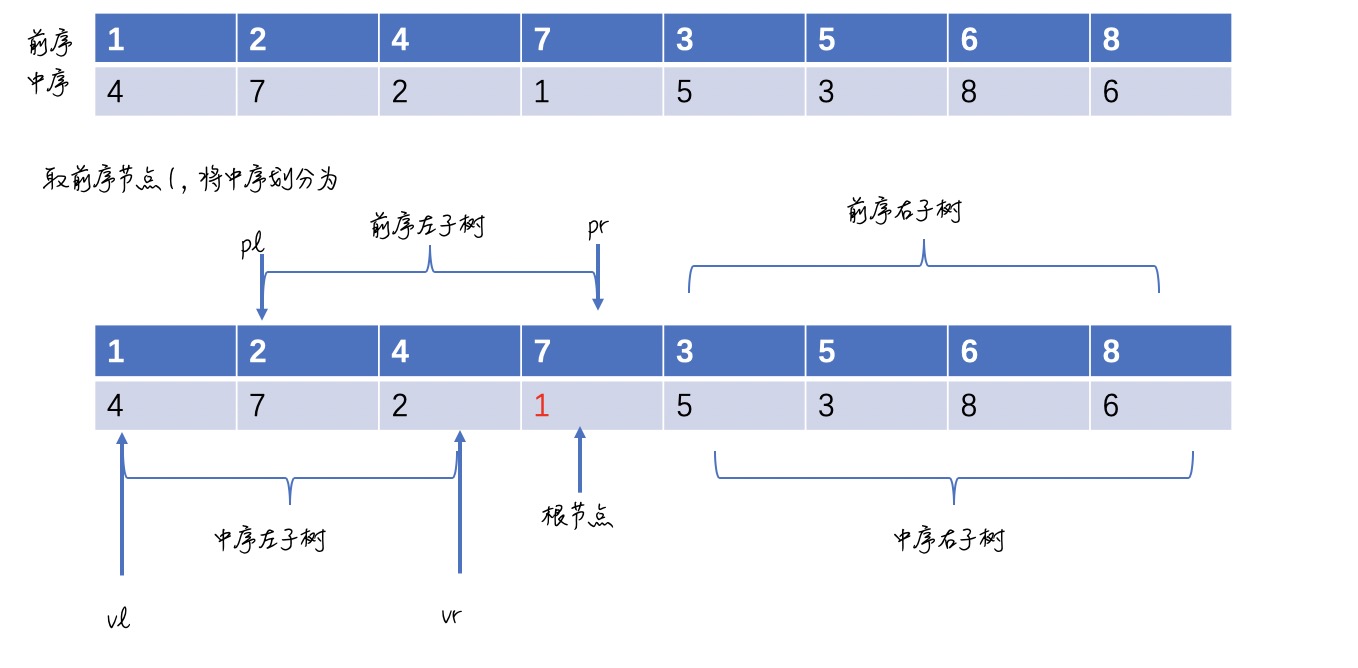 前序 1 2 4 7 3 5 6 8
中序 4 7 2 1 5 3 8 6
取前序节点1，将中序划分为
pl 前序左子树 pr 前序右子树
1 2 4 7 3 5 6 8
4 7 2 1 5 3 8 6
根节点
中序左子树 中序右子树
vl vr